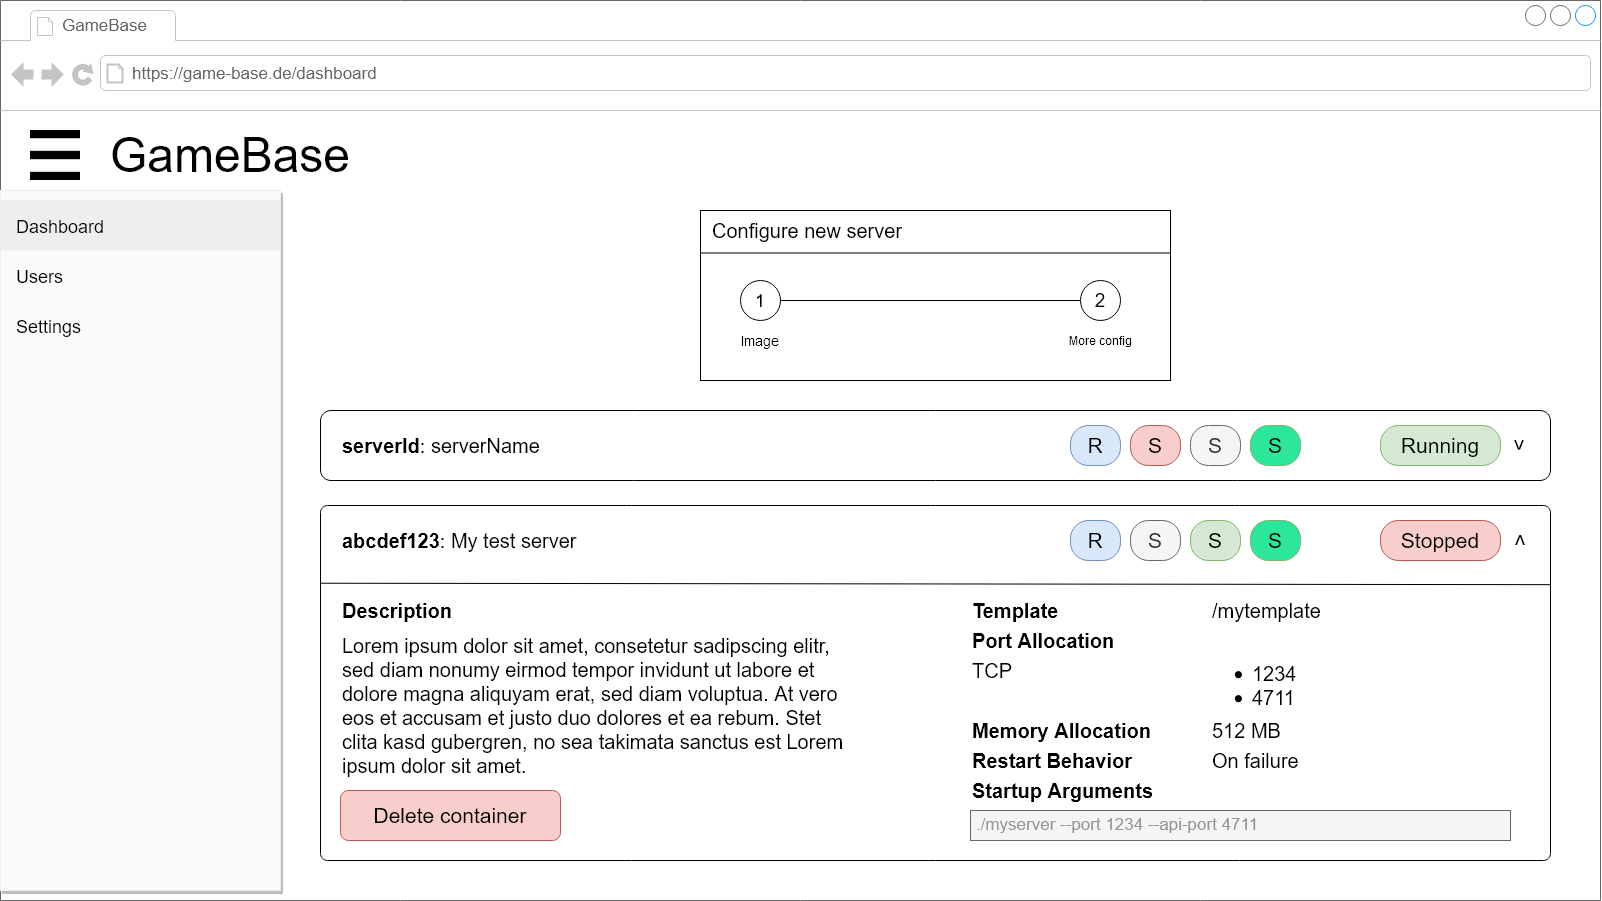 GameBase
https://game-base.de/dashboard
GameBase
Dashboard
Users
Settings
Configure new server
1
2
Image
More config
serverId: serverName
R
S
S
S
Running
v
abcdef123: My test server
R
S
S
S
Stopped
^
Description
Lorem ipsum dolor sit amet, consetetur sadipscing elitr,
sed diam nonumy eirmod tempor invidunt ut labore et
dolore magna aliquyam erat, sed diam voluptua. At vero
eos et accusam et justo duo dolores et ea rebum. Stet
clita kasd gubergren, no sea takimata sanctus est Lorem
ipsum dolor sit amet.
Delete container
Template
/mytemplate
Port Allocation
TCP
• 1234
• 4711
Memory Allocation
512 MB
Restart Behavior
On failure
Startup Arguments
./myserver --port 1234 --api-port 4711